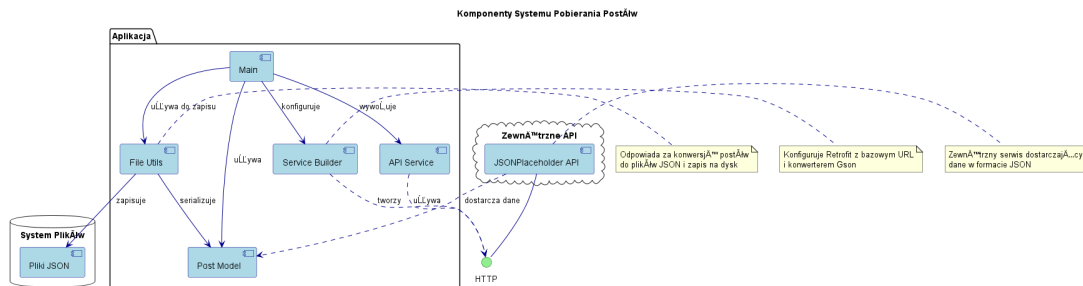 Komponenty Systemu Pobierania PostĂłw
Aplikacja
Main
uĹĽywa do zapisu
konfiguruje
wywoĹ‚uje
uĹĽywa
File Utils
Service Builder
API Service
ZewnÄ™trzne API
JSONPlaceholder API
Odpowiada za konwersjÄ™ postĂłw
do plikĂłw JSON i zapis na dysk
Konfiguruje Retrofit z bazowym URL
i konwerterem Gson
ZewnÄ™trzny serwis dostarczajÄ…cy
dane w formacie JSON
zapisuje
serializuje
tworzy
uĹĽywa
dostarcza dane
System PlikĂłw
Pliki JSON
Post Model
HTTP